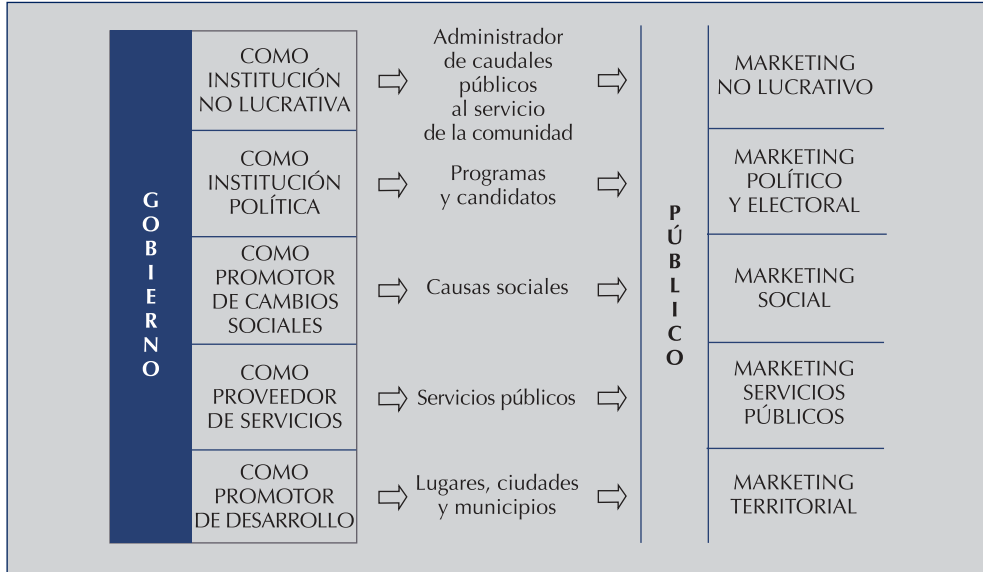 GOBIERNO
COMO
INSTITUCIÓN
NO LUCRATIVA
Administrador
de caudales
públicos
al servicio
de la comunidad
PÚBLICO
MARKETING
NO LUCRATIVO
COMO
INSTITUCIÓN
POLÍTICA
Programas
y candidatos
MARKETING
POLÍTICO
Y ELECTORAL
COMO
PROMOTOR
DE CAMBIOS
SOCIALES
Causas sociales
MARKETING
SOCIAL
COMO
PROVEEDOR
DE SERVICIOS
Servicios públicos
MARKETING
SERVICIOS
PÚBLICOS
COMO
PROMOTOR
DE DESARROLLO
Lugares, ciudades
y municipios
MARKETING
TERRITORIAL